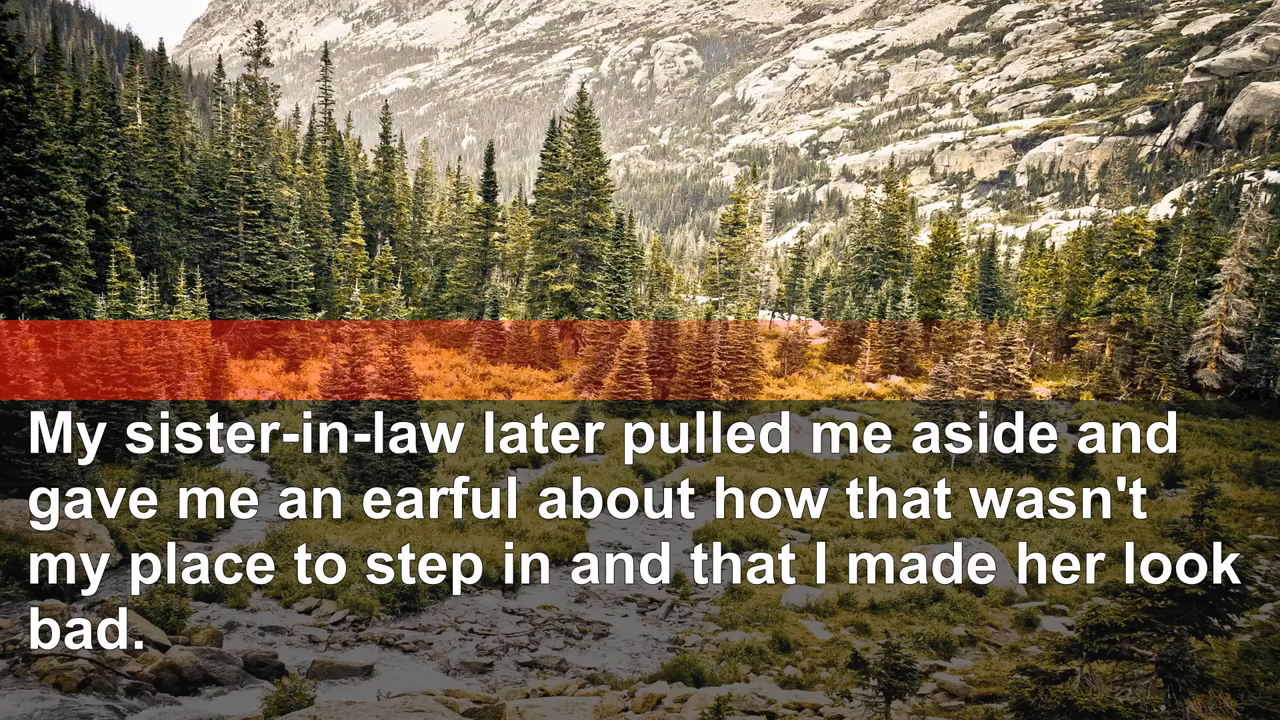 My sister-in-law later pulled me aside and
gave me an earful about how that wasn't
my place to step in and that I made her look
bad.